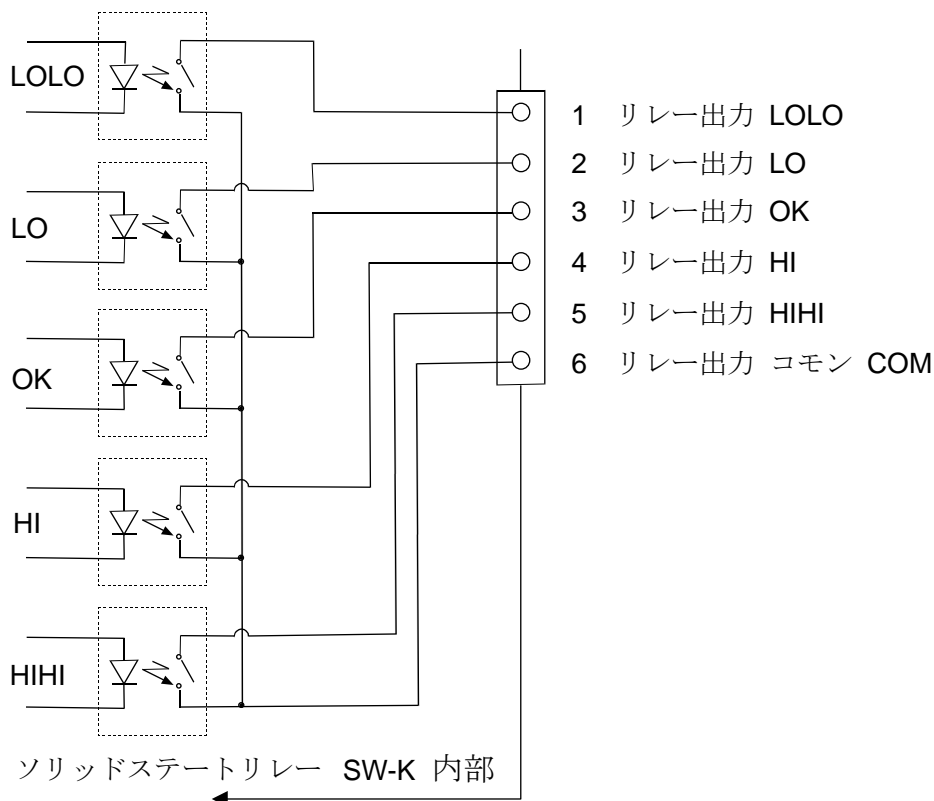 LOLO
LO
OK
HI
HIHI
1 リレー出力 LOLO
2 リレー出力 LO
3 リレー出力 OK
4 リレー出力 HI
5 リレー出力 HIHI
6 リレー出力 コモン COM
ソリッドステートリレー SW-K 内部